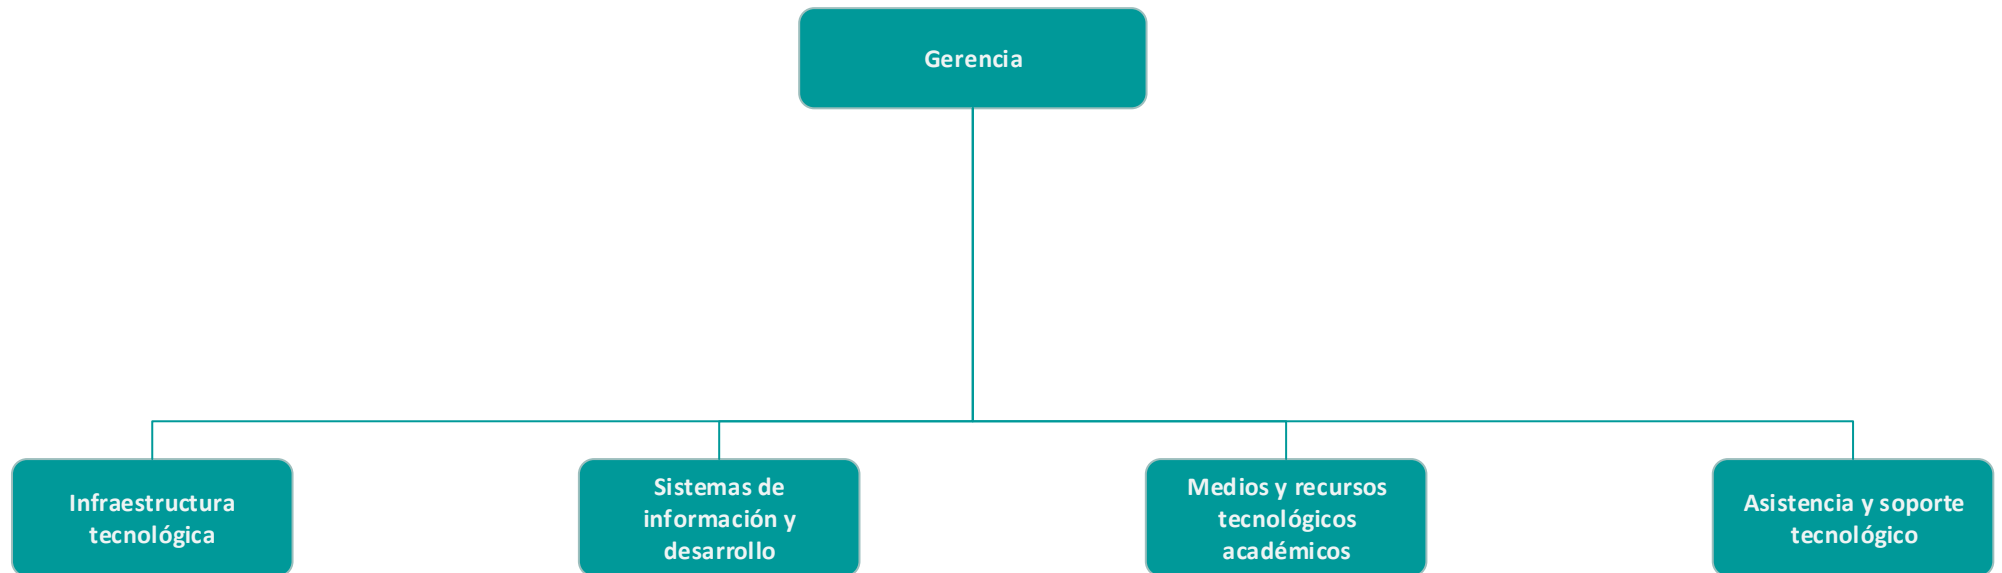 Gerencia
Infraestructura
tecnológica
Sistemas de
información y
desarrollo
Medios y recursos
tecnológicos
académicos
Asistencia y soporte
tecnológico